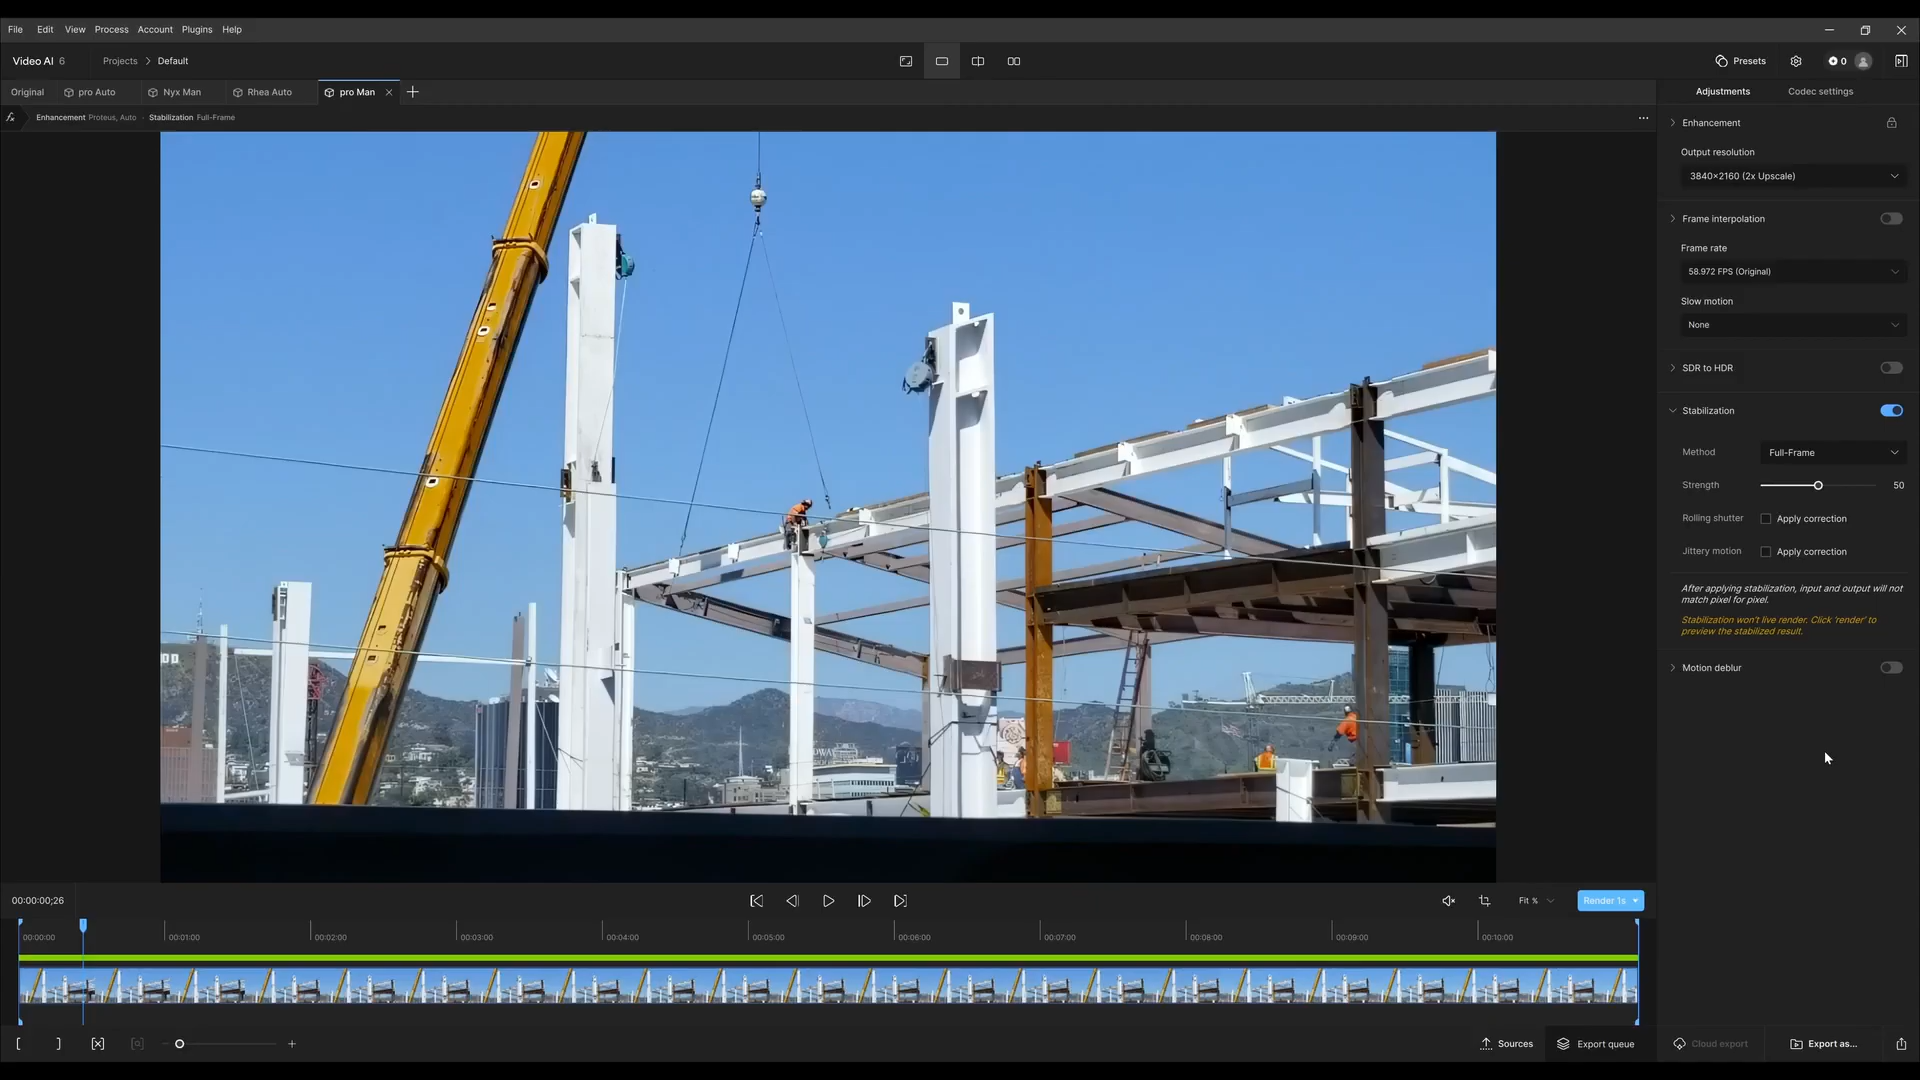 File Edit View Process Account Plugins Help
Video AI 6 Projects > Default Presets 0
Original pro Auto Nyx Man Rhea Auto pro Man Adjustments Codec settings
Enhancement Proteus, Auto · Stabilization Full-Frame
Enhancement
Output resolution
3840×2160 (2x Upscale)
Frame interpolation
Frame rate
58.972 FPS (Original)
Slow motion
None
SDR to HDR
Stabilization
Method Full-Frame
Strength 50
Rolling shutter Apply correction
Jittery motion Apply correction
After applying stabilization, input and output will not
match pixel for pixel.
Stabilization won't live render. Click 'render' to
preview the stabilized result.
Motion deblur
00:00:00;26 Fit % Render 1s
00:00:00 00:01:00 00:02:00 00:03:00 00:04:00 00:05:00 00:06:00 00:07:00 00:08:00 00:09:00 00:10:00
Sources Export queue Cloud export Export as...